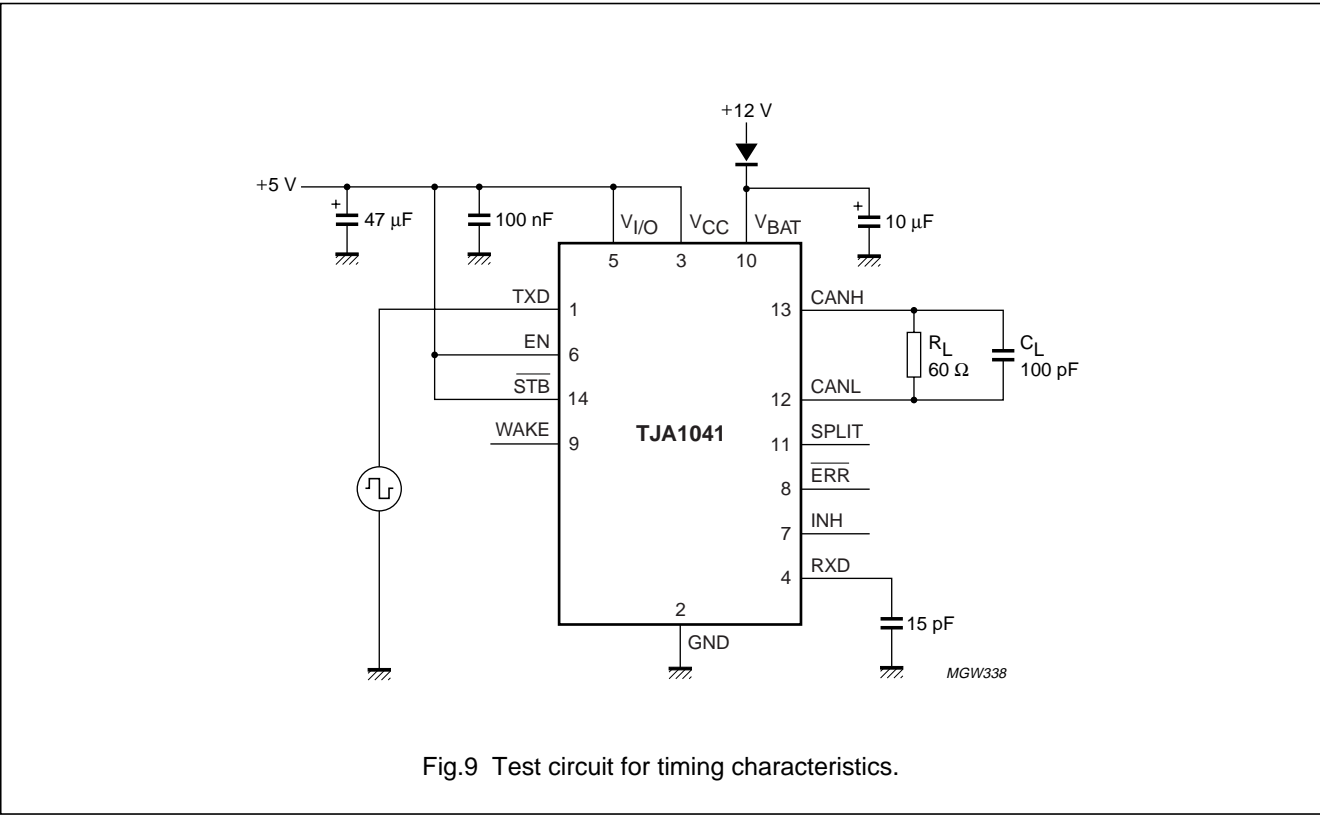 +12 V
+5 V
+
47 μF
100 nF
V_I/O
V_CC
V_BAT
+
10 μF
5
3
10
TXD
1
13
CANH
EN
6
R_L
60 Ω
C_L
100 pF
STB
14
12
CANL
WAKE
9
TJA1041
11
SPLIT
8
ERR
7
INH
4
RXD
2
GND
15 pF
MGW338
Fig.9 Test circuit for timing characteristics.